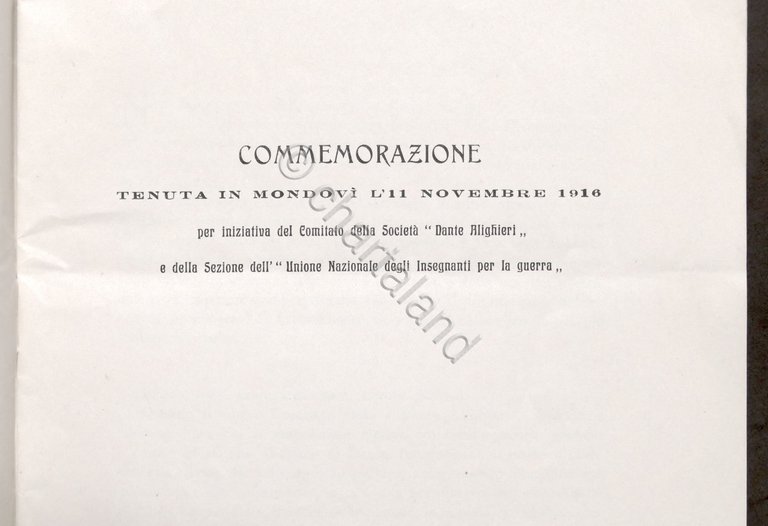 COMMEMORAZIONE
TENUTA IN MONDOVÌ L'11 NOVEMBRE 1916
per iniziativa del Comitato della Società “ Dante Alighieri „
e della Sezione dell' “ Unione Nazionale degli Insegnanti per la guerra „
© chartaland